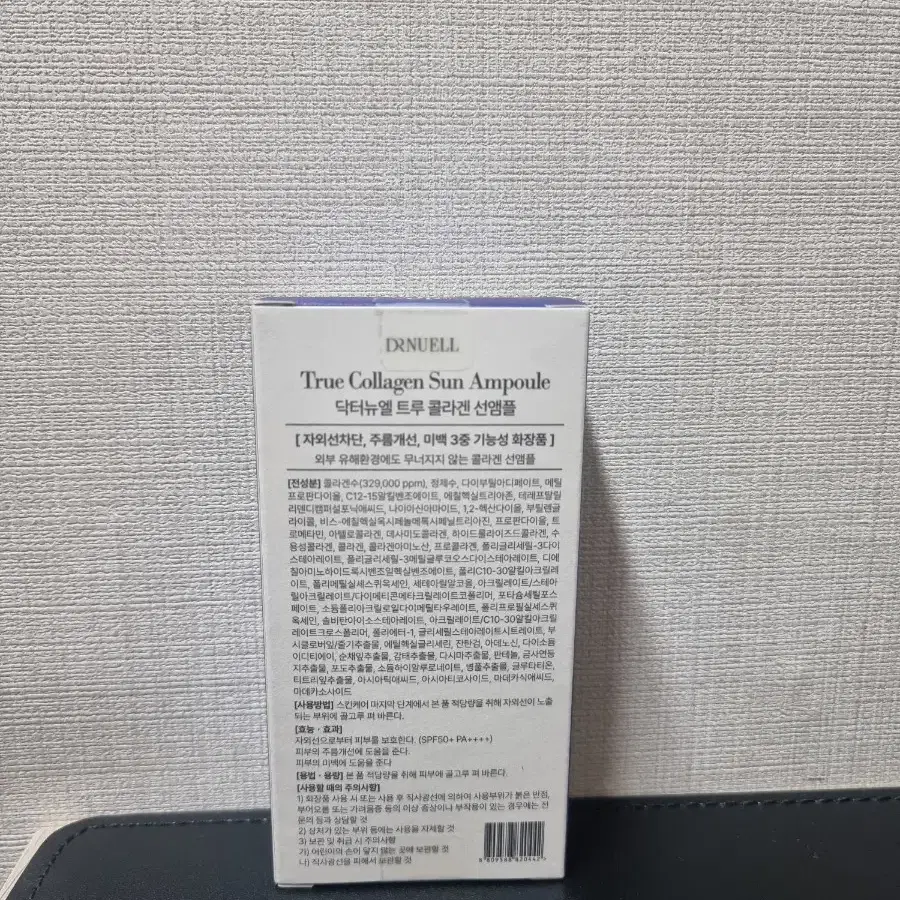 DRNUELL
True Collagen Sun Ampoule
닥터뉴엘 트루 콜라겐 선앰플
[ 자외선차단, 주름개선, 미백 3중 기능성 화장품 ]
외부 유해환경에도 무너지지 않는 콜라겐 선앰플
[전성분] 콜라겐수(329,000 ppm), 정제수, 다이부틸아디페이트, 메틸
프로판다이올, C12-15알킬벤조에이트, 에칠헥실트리아존, 테레프탈릴
리덴디캠퍼설포닉애씨드, 나이아신아마이드, 1,2-헥산다이올, 부틸렌글
라이콜, 비스-에칠헥실옥시페놀메톡시페닐트리아진, 프로판다이올, 트
로메타민, 아텔로콜라겐, 데사미도콜라겐, 하이드롤라이즈드콜라겐, 수
용성콜라겐, 콜라겐, 콜라겐아미노산, 프로콜라겐, 폴리글리세릴-3다이
스테아레이트, 폴리글리세릴-3메틸글루코오스다이스테아레이트, 디에
칠아미노하이드록시벤조일헥실벤조에이트, 폴리C10-30알킬아크릴레
이트, 폴리메틸실세스퀴옥세인, 세테아릴알코올, 아크릴레이트/스테아
릴아크릴레이트/다이메티콘메타크릴레이트코폴리머, 포타슘세틸포스
페이트, 소듐폴리아크릴로일다이메틸타우레이트, 폴리프로필실세스퀴
옥세인, 솔비탄아이소스테아레이트, 아크릴레이트/C10-30알킬아크릴
레이트크로스폴리머, 폴리에터-1, 글리세릴스테아레이트시트레이트, 부
시클로버잎/줄기추출물, 에틸헥실글리세린, 잔탄검, 아데노신, 다이소듐
이디티에이, 순채잎추출물, 감태추출물, 다시마추출물, 판테놀, 곰사연등
지추출물, 포도추출물, 소듐하이알루로네이트, 병풀추출물, 글루타티온,
티트리잎추출물, 아시아틱애씨드, 아시아티코사이드, 마데카식애씨드,
마데카소사이드
[사용방법] 스킨케어 마지막 단계에서 본 품 적당량을 취해 자외선이 노출
되는 부위에 골고루 펴 바른다.
[효능 · 효과]
자외선으로부터 피부를 보호한다. (SPF50+ PA++++)
피부의 주름개선에 도움을 준다.
피부의 미백에 도움을 준다
[용법 · 용량] 본 품 적당량을 취해 피부에 골고루 펴 바른다.
[사용할 때의 주의사항]
1) 화장품 사용 시 또는 사용 후 직사광선에 의하여 사용부위가 붉은 반점,
부어오름 또는 가려움증 등의 이상 증상이나 부작용이 있는 경우에는 전
문의 등과 상담할 것
2) 상처가 있는 부위 등에는 사용을 자제할 것
3) 보관 및 취급 시 주의사항
가) 어린이의 손이 닿지 않는 곳에 보관할 것
나) 직사광선을 피해서 보관할 것
8 809388 820442